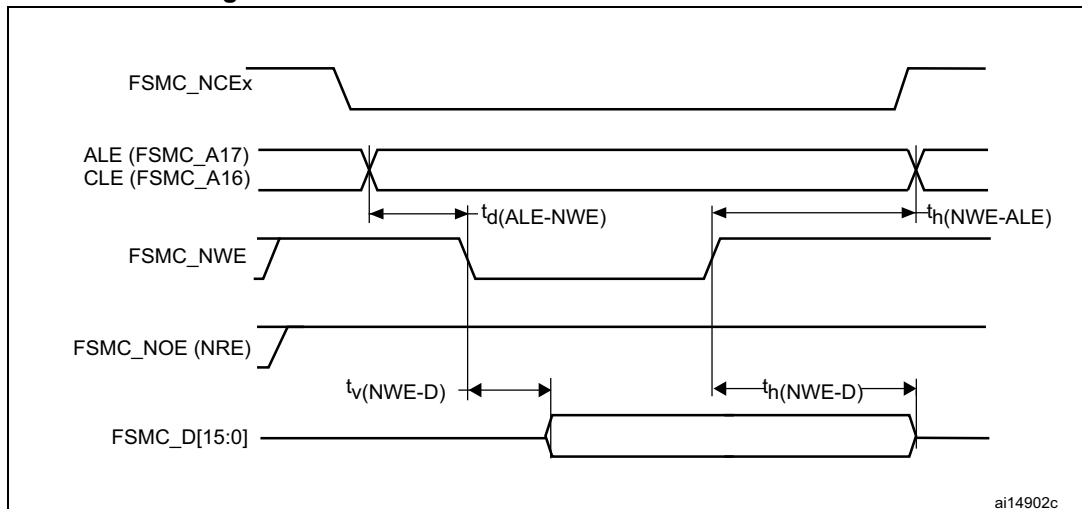 FSMC_NCEx
ALE (FSMC_A17)
CLE (FSMC_A16)
td(ALE-NWE)
th(NWE-ALE)
FSMC_NWE
FSMC_NOE (NRE)
tv(NWE-D)
th(NWE-D)
FSMC_D[15:0]
ai14902c